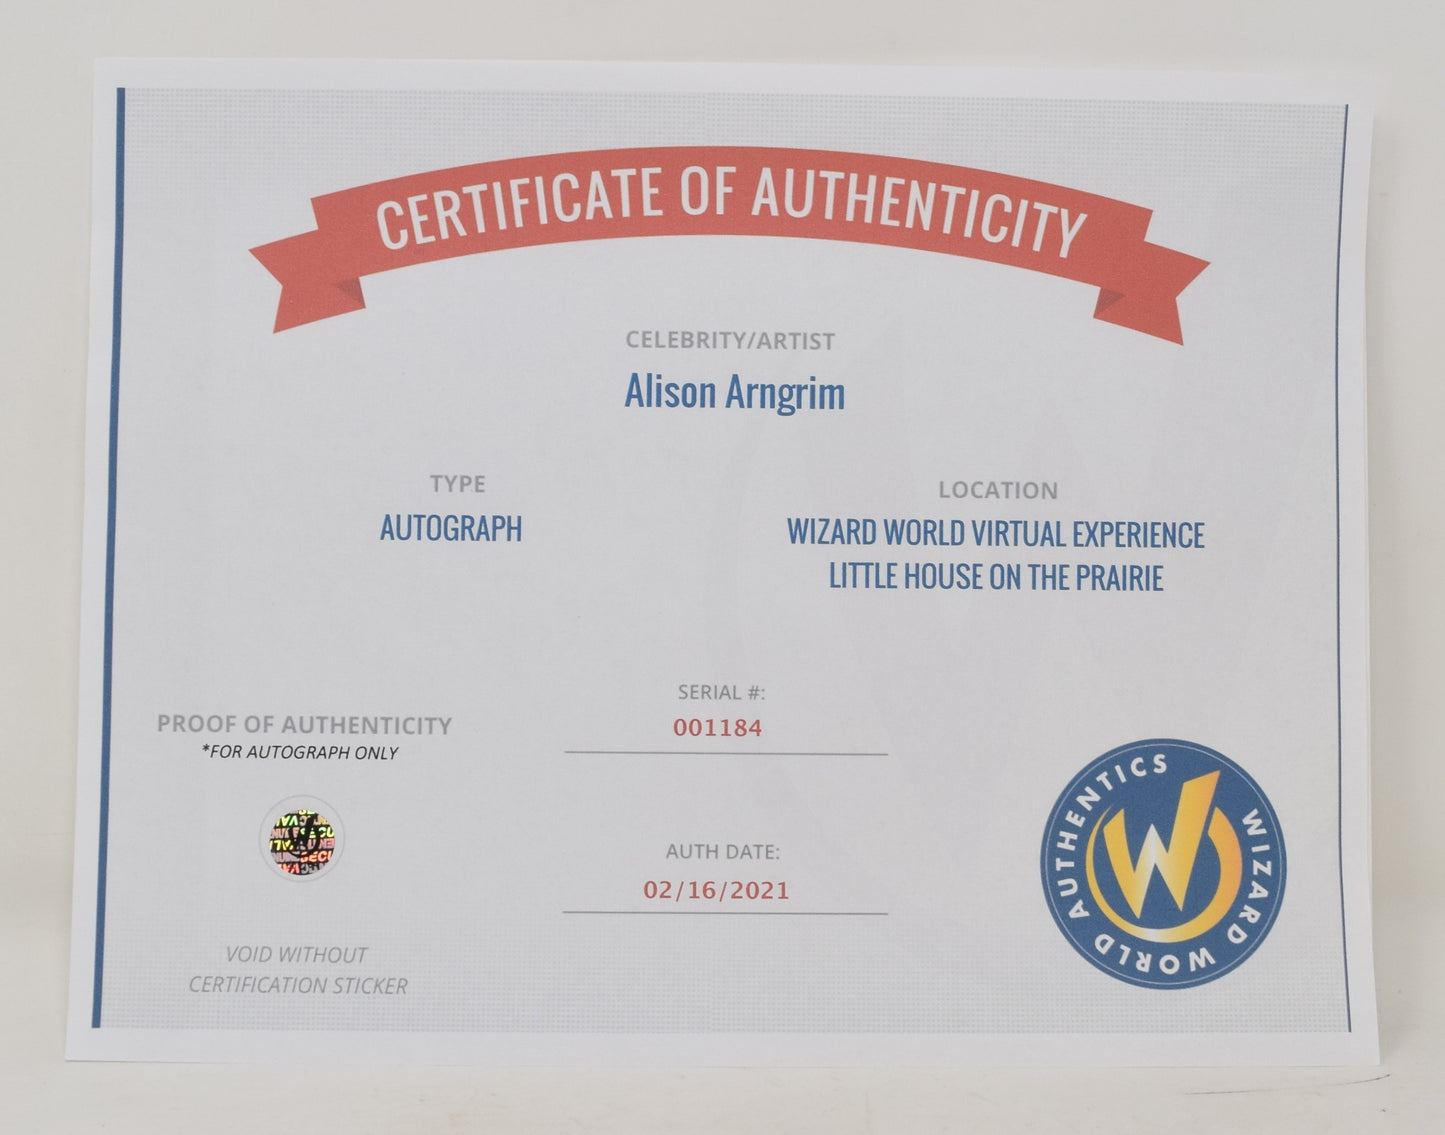 CERTIFICATE OF AUTHENTICITY
CELEBRITY/ARTIST
Alison Arngrim
TYPE
AUTOGRAPH
LOCATION
WIZARD WORLD VIRTUAL EXPERIENCE
LITTLE HOUSE ON THE PRAIRIE
SERIAL #:
001184
PROOF OF AUTHENTICITY
*FOR AUTOGRAPH ONLY
AUTH DATE:
02/16/2021
VOID WITHOUT
CERTIFICATION STICKER
WIZARD WORLD AUTHENTICS
W